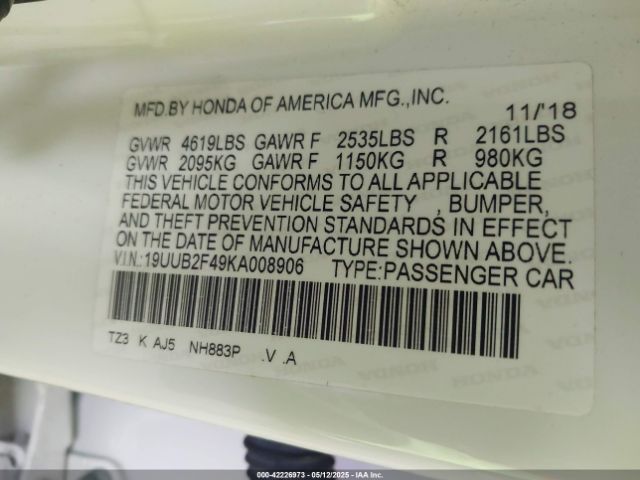 MFD.BY HONDA OF AMERICA MFG.,INC.
11/'18
GVWR 4619LBS GAWR F 2535LBS R 2161LBS
GVWR 2095KG GAWR F 1150KG R 980KG
THIS VEHICLE CONFORMS TO ALL APPLICABLE
FEDERAL MOTOR VEHICLE SAFETY , BUMPER,
AND THEFT PREVENTION STANDARDS IN EFFECT
ON THE DATE OF MANUFACTURE SHOWN ABOVE.
V.I.N.:19UUB2F49KA008906 TYPE:PASSENGER CAR
TZ3 K AJ5 NH883P .V .A
HONDA HONDA
000-42226973 - 05/12/2025 - IAA Inc.